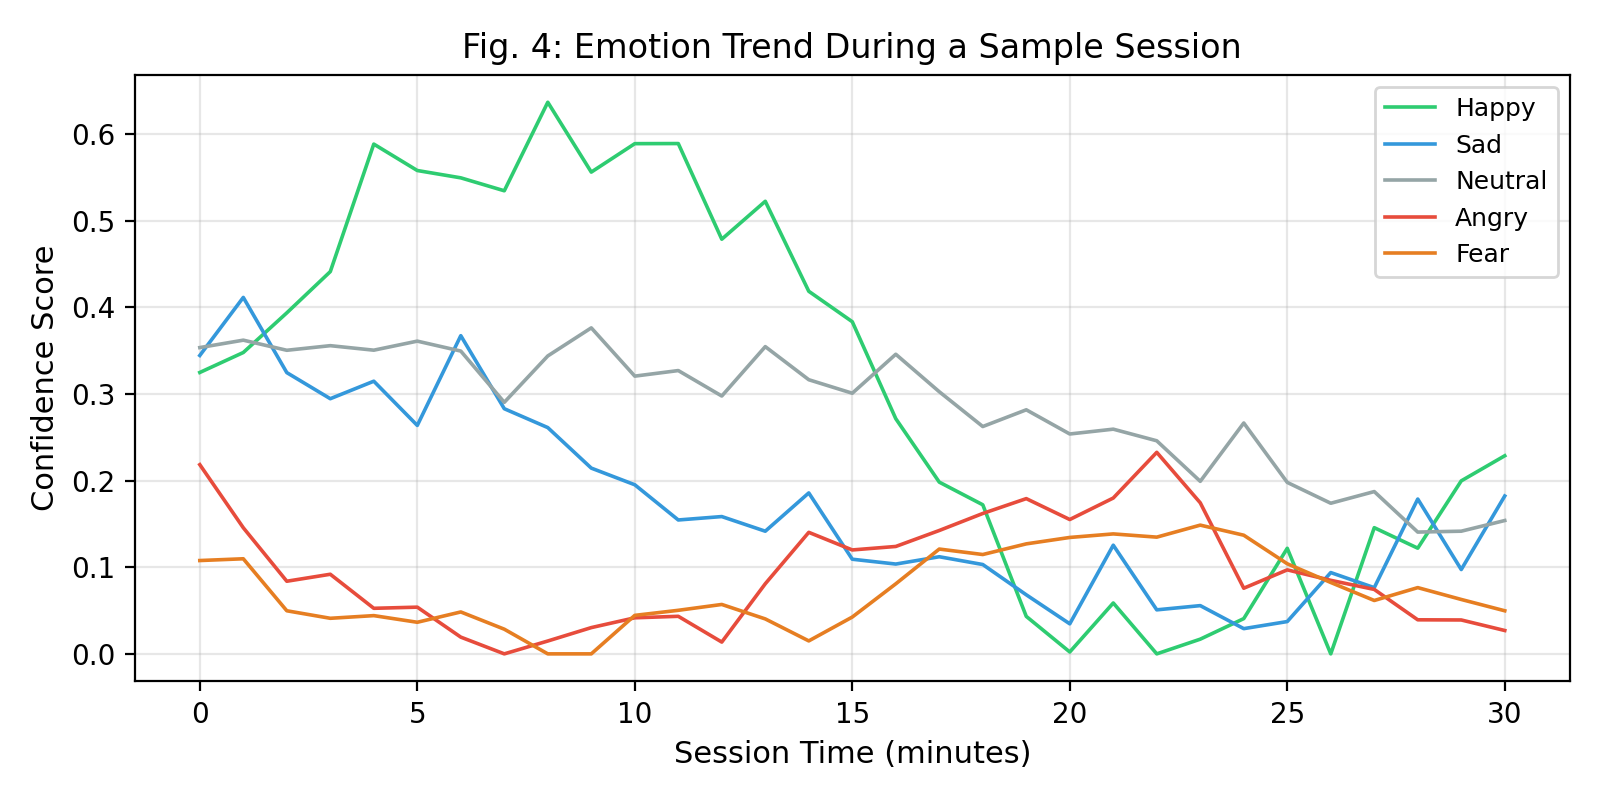 Fig. 4: Emotion Trend During a Sample Session
Happy
Sad
Neutral
Angry
Fear
Confidence Score
0.6
0.5
0.4
0.3
0.2
0.1
0.0
0 5 10 15 20 25 30
Session Time (minutes)